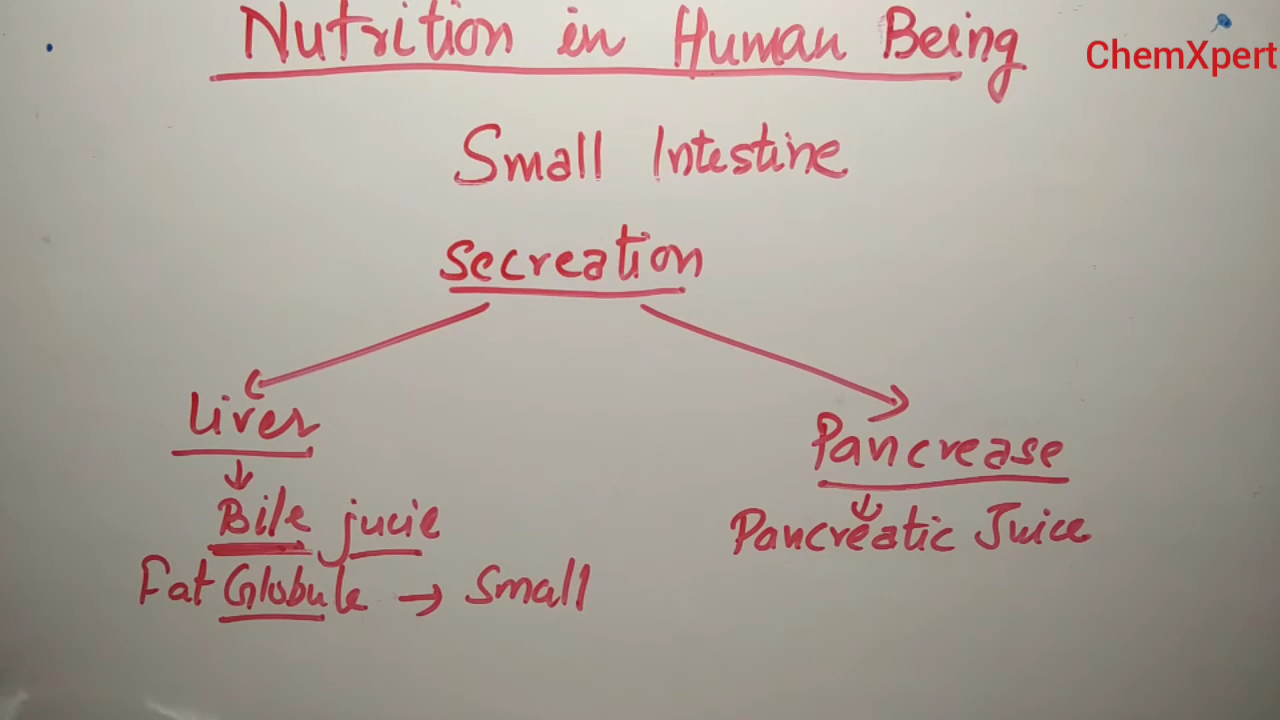 Nutrition in Human Being
ChemXpert
Small Intestine
Secreation
Liver
Pancrease
Bile jucie
Pancreatic Juice
Fat Globule → Small